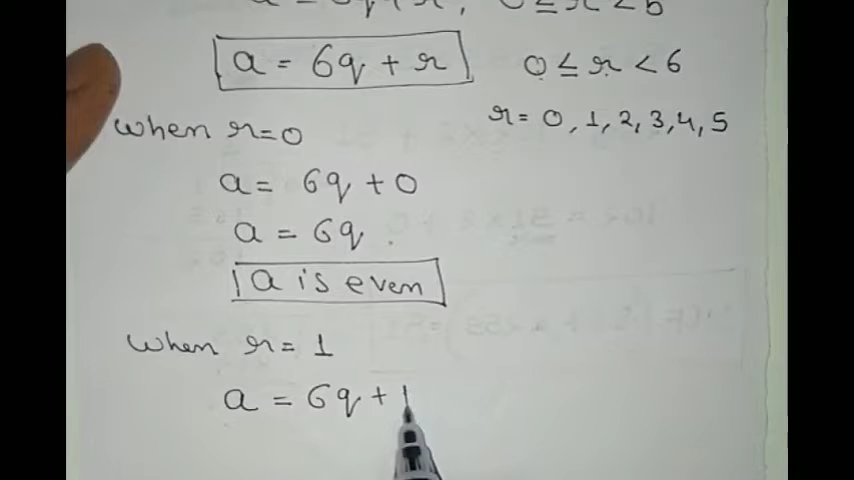 a = 6q + r 0 ≤ r < 6
r = 0, 1, 2, 3, 4, 5
when r=0
a = 6q + 0
a = 6q
a is even
when r = 1
a = 6q + 1